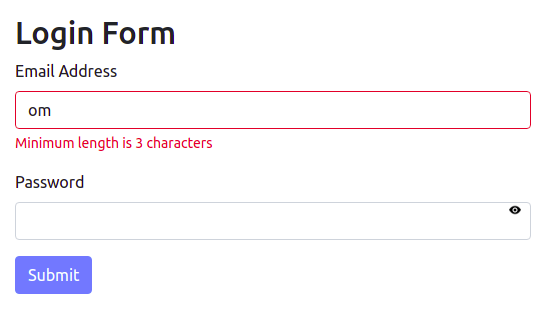 Login Form
Email Address
om
Minimum length is 3 characters
Password
Submit